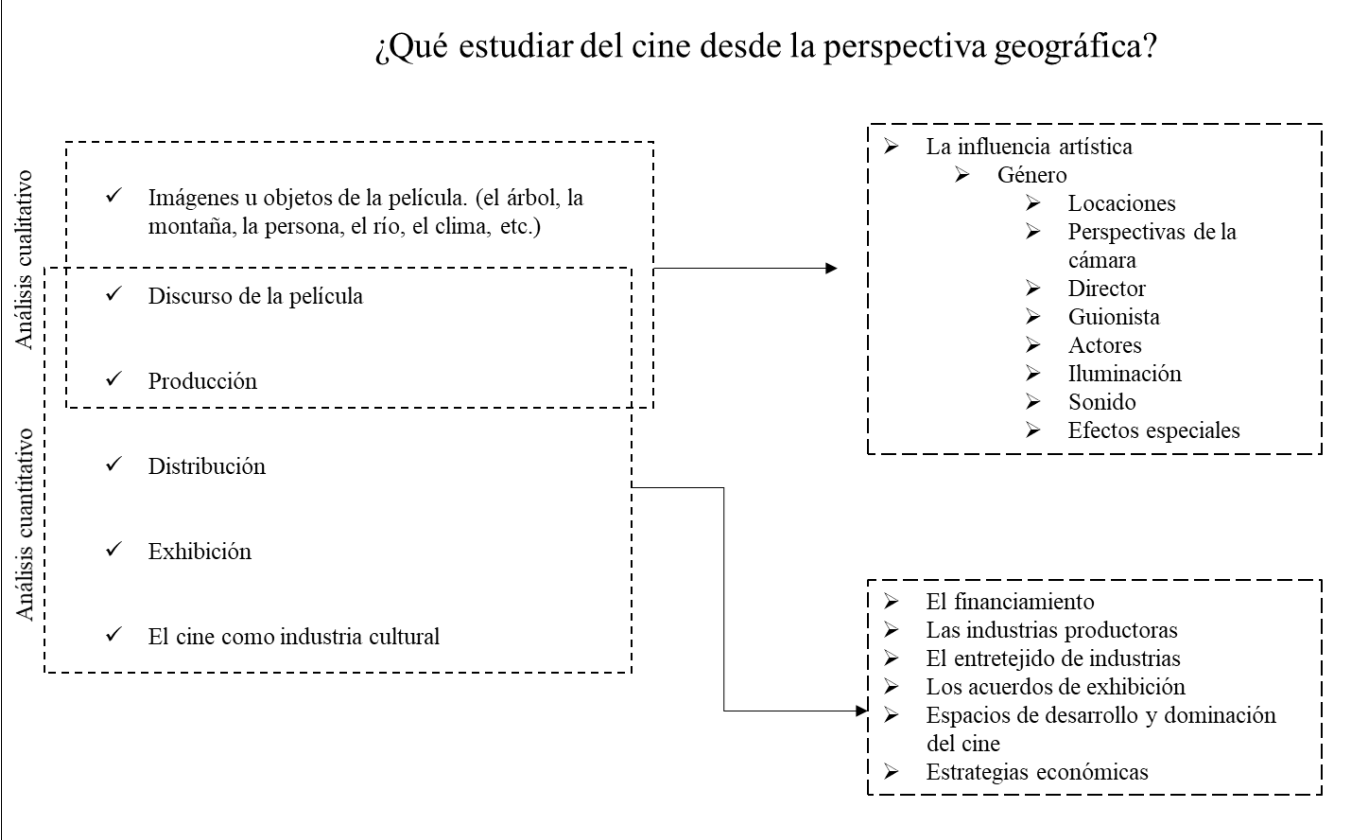 ¿Qué estudiar del cine desde la perspectiva geográfica?
Análisis cualitativo
Imágenes u objetos de la película. (el árbol, la
montaña, la persona, el río, el clima, etc.)
Discurso de la película
Producción
Análisis cuantitativo
Distribución
Exhibición
El cine como industria cultural
La influencia artística
Género
Locaciones
Perspectivas de la
cámara
Director
Guionista
Actores
Iluminación
Sonido
Efectos especiales
El financiamiento
Las industrias productoras
El entretejido de industrias
Los acuerdos de exhibición
Espacios de desarrollo y dominación
del cine
Estrategias económicas